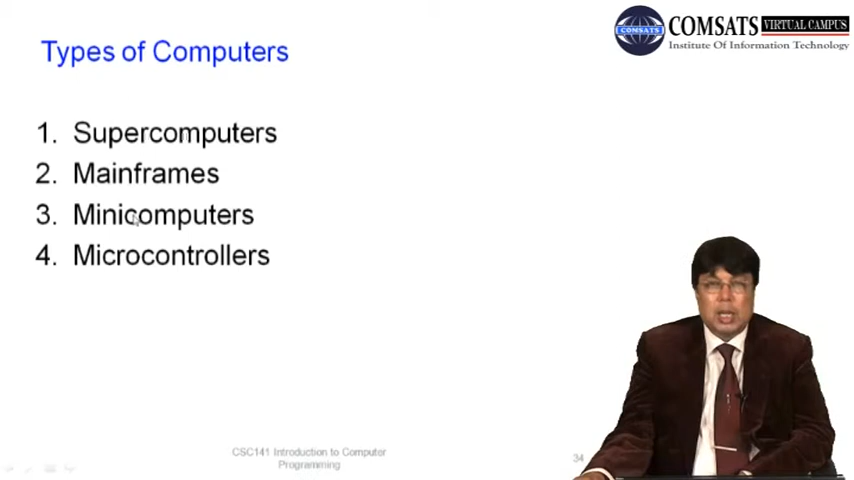 Types of Computers
COMSATS VIRTUAL CAMPUS
Institute Of Information Technology
COMSATS
1. Supercomputers
2. Mainframes
3. Minicomputers
4. Microcontrollers
CSC141 Introduction to Computer
Programming
34